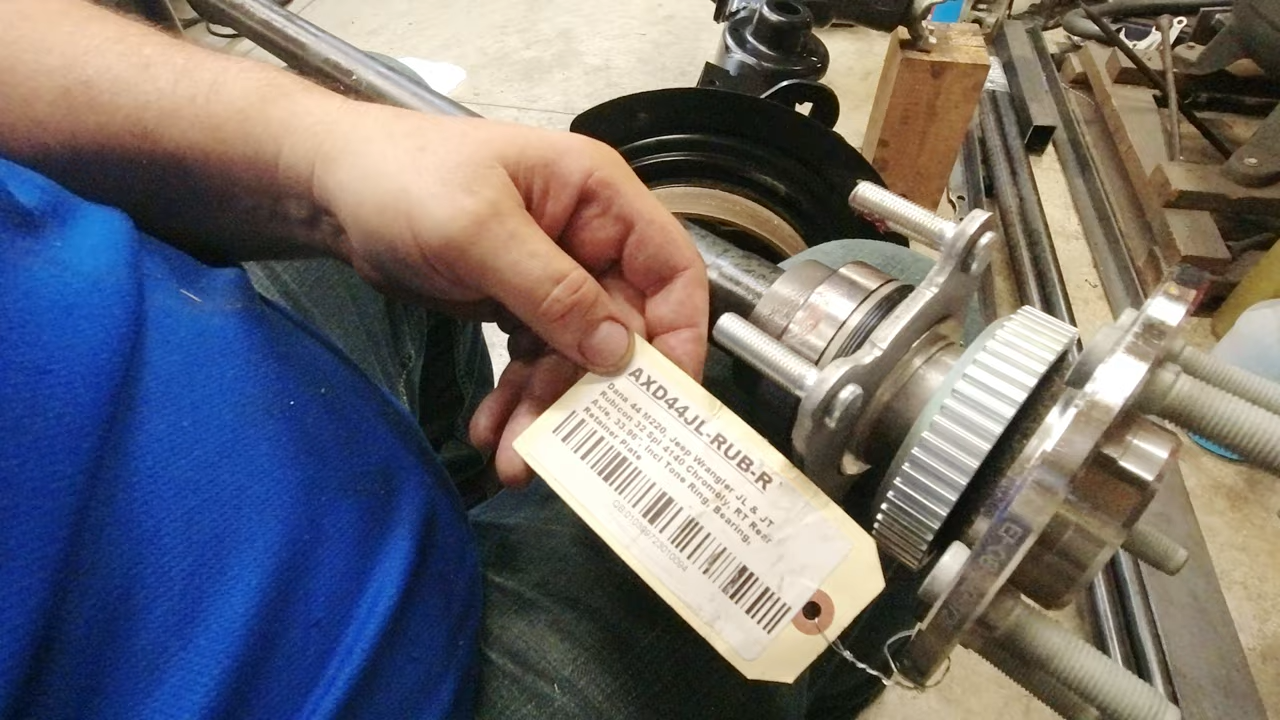 AXD44JL-RUB-R
Dana 44 M220, Jeep Wrangler JL & JT
Rubicon 32 Spl 4140 Chromoly, RT Rear
Axle, 33.86", Incl Tone Ring, Bearing,
Retainer Plate